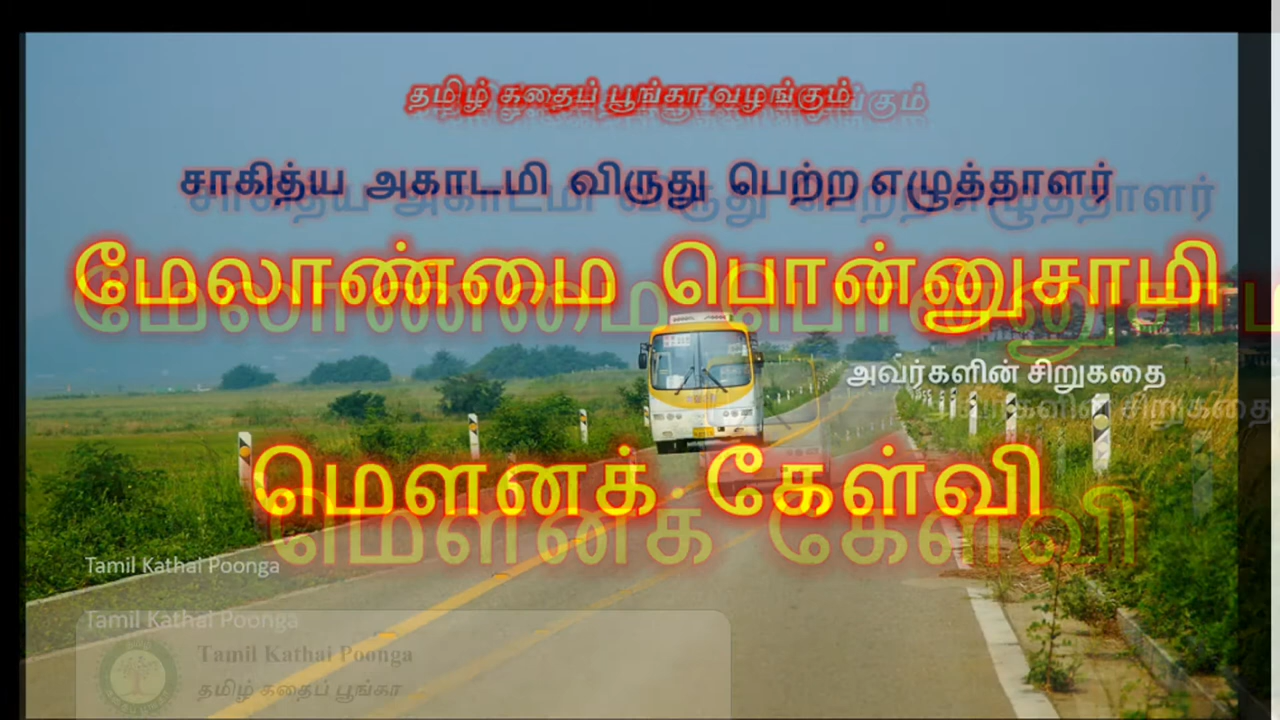 தமிழ் கதைப் பூங்கா வழங்கும்
சாகித்ய அகாடமி விருது பெற்ற எழுத்தாளர்
மேலாண்மை பொன்னுசாமி
அவர்களின் சிறுகதை
மௌனக் கேள்வி
Tamil Kathai Poonga
Tamil Kathai Poonga
Tamil Kathai Poonga
தமிழ் கதைப் பூங்கா